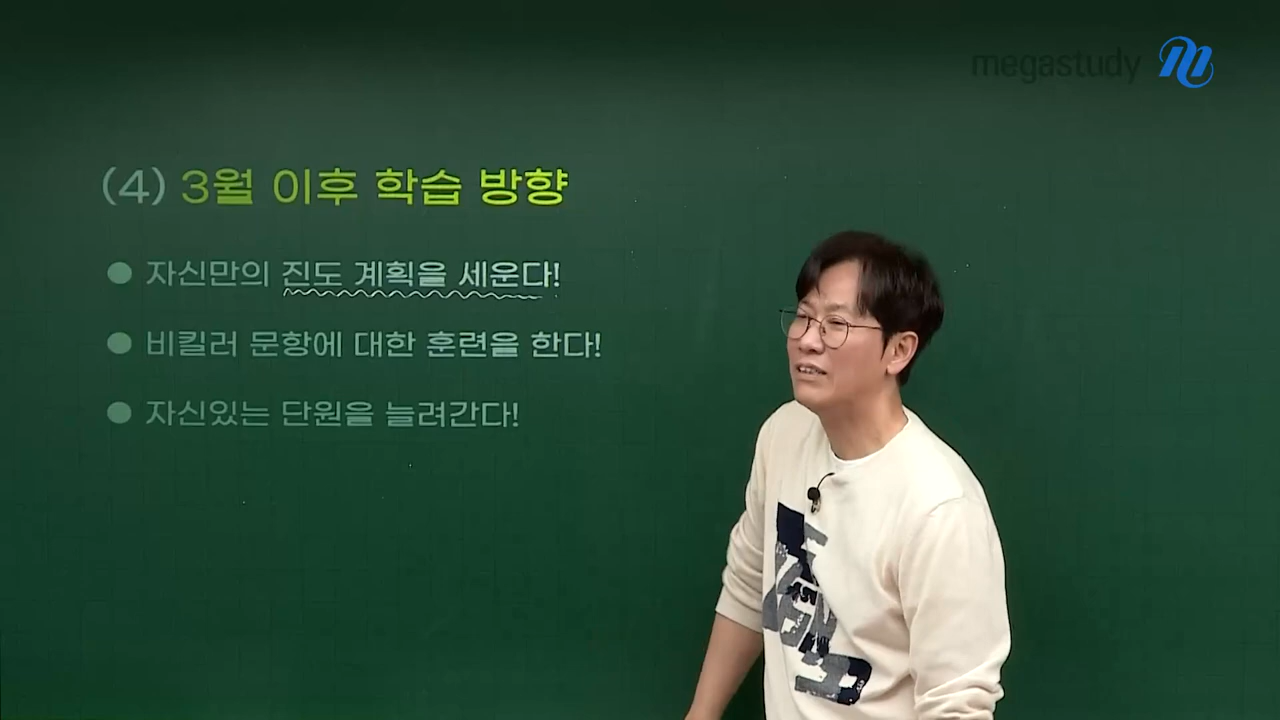 megastudy
(4) 3월 이후 학습 방향
● 자신만의 진도 계획을 세운다!
● 비킬러 문항에 대한 훈련을 한다!
● 자신있는 단원을 늘려간다!